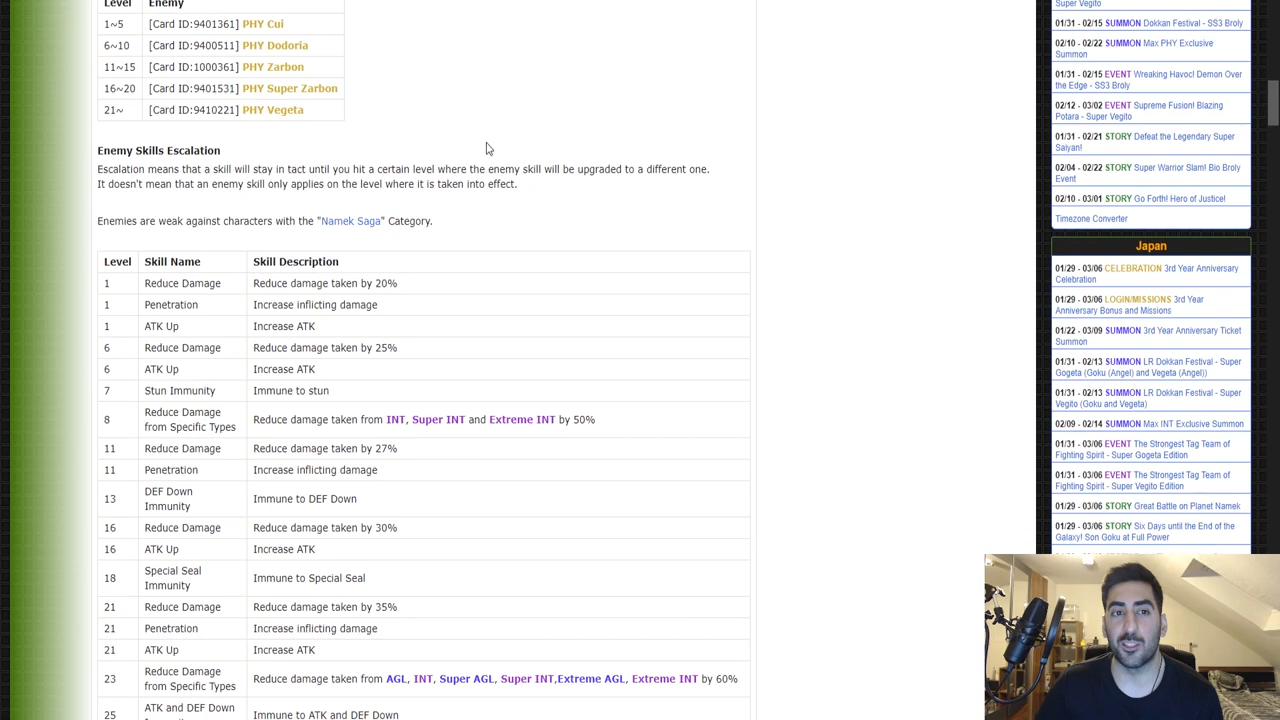 Level Enemy
1~5 [Card ID:9401361] PHY Cui
6~10 [Card ID:9400511] PHY Dodoria
11~15 [Card ID:1000361] PHY Zarbon
16~20 [Card ID:9401531] PHY Super Zarbon
21~ [Card ID:9410221] PHY Vegeta
Enemy Skills Escalation
Escalation means that a skill will stay in tact until you it a certain level where the enemy skill will be upgraded to a different one.
It doesn't mean that an enemy skill only applies on the level where it is taken into effect.
Enemies are weak against characters with the "Namek Saga" Category.
Level Skill Name Skill Description
1 Reduce Damage Reduce damage taken by 20%
1 Penetration Increase inflicting damage
1 ATK Up Increase ATK
6 Reduce Damage Reduce damage taken by 25%
6 ATK Up Increase ATK
7 Stun Immunity Immune to stun
8 Reduce Damage
from Specific Types Reduce damage taken from INT, Super INT and Extreme INT by 50%
11 Reduce Damage Reduce damage taken by 27%
11 Penetration Increase inflicting damage
13 DEF Down
Immunity Immune to DEF Down
16 Reduce Damage Reduce damage taken by 30%
16 ATK Up Increase ATK
18 Special Seal
Immunity Immune to Special Seal
21 Reduce Damage Reduce damage taken by 35%
21 Penetration Increase inflicting damage
21 ATK Up Increase ATK
23 Reduce Damage
from Specific Types Reduce damage taken from AGL, INT, Super AGL, Super INT,Extreme AGL, Extreme INT by 60%
25 ATK and DEF Down Immune to ATK and DEF Down
Super Vegito
01/31 - 02/15 SUMMON Dokkan Festival - SS3 Broly
02/10 - 02/22 SUMMON Max PHY Exclusive
Summon
01/31 - 02/15 EVENT Wreaking Havoc! Demon Over
the Edge - SS3 Broly
02/12 - 03/02 EVENT Supreme Fusion! Blazing
Potara - Super Vegito
01/31 - 02/21 STORY Defeat the Legendary Super
Saiyan!
02/04 - 02/22 STORY Super Warrior Slam! Bio Broly
Event
02/10 - 03/01 STORY Go Forth! Hero of Justice!
Timezone Converter
Japan
01/29 - 03/06 CELEBRATION 3rd Year Anniversary
Celebration
01/29 - 03/06 LOGIN/MISSIONS 3rd Year
Anniversary Bonus and Missions
01/22 - 03/09 SUMMON 3rd Year Anniversary Ticket
Summon
01/31 - 02/13 SUMMON LR Dokkan Festival - Super
Gogeta (Goku (Angel) and Vegeta (Angel))
01/31 - 02/13 SUMMON LR Dokkan Festival - Super
Vegito (Goku and Vegeta)
02/09 - 02/14 SUMMON Max INT Exclusive Summon
01/31 - 03/06 EVENT The Strongest Tag Team of
Fighting Spirit - Super Gogeta Edition
01/31 - 03/06 EVENT The Strongest Tag Team of
Fighting Spirit - Super Vegito Edition
01/29 - 03/06 STORY Great Battle on Planet Namek
01/29 - 03/06 STORY Six Days until the End of the
Galaxy! Son Goku at Full Power